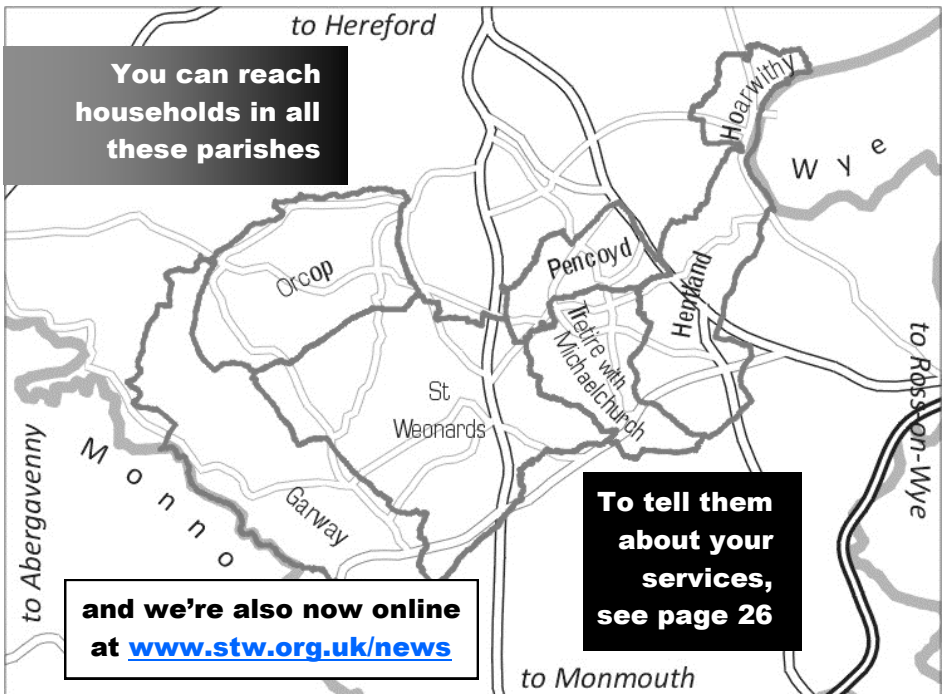 to Hereford
You can reach
households in all
these parishes
Hoarwithy
Wye
Pencoyd
Orcop
Hentland
Tretire with
Michaelchurch
St
Weonards
to Ross-on-Wye
to Abergavenny
Monno
Garway
To tell them
about your
services,
see page 26
and we're also now online
at www.stw.org.uk/news
to Monmouth